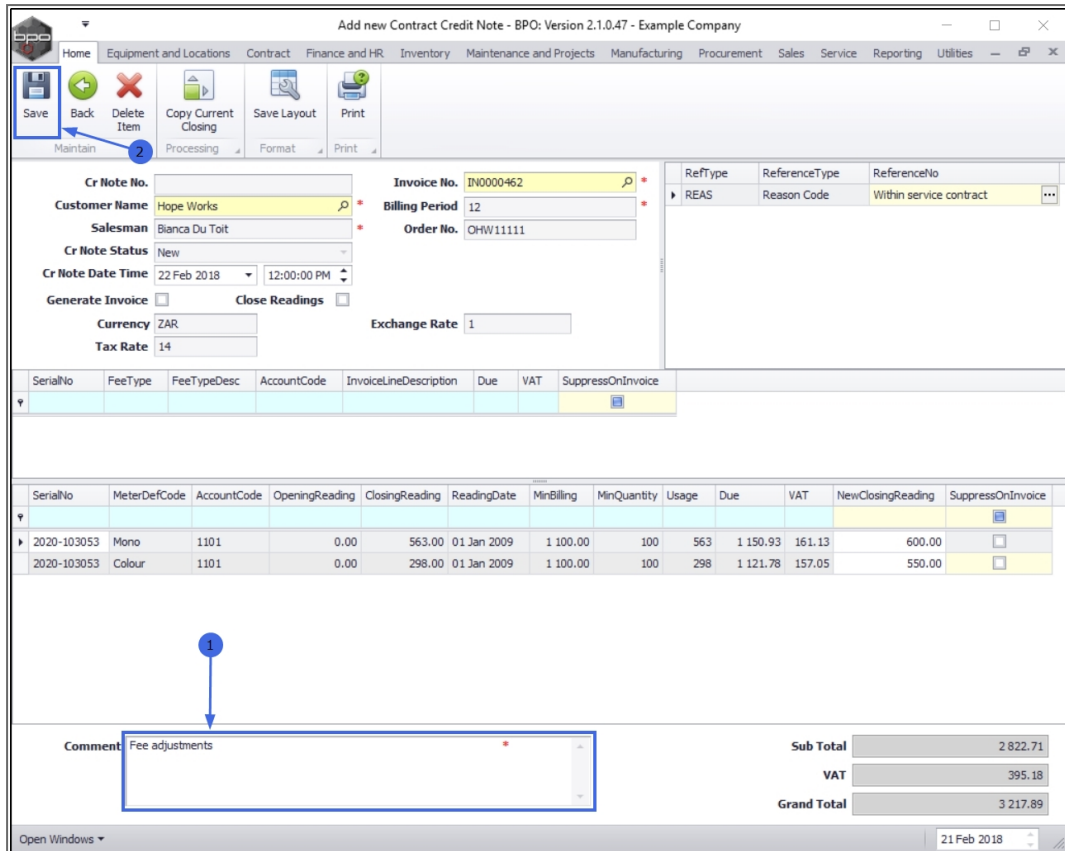 Add new Contract Credit Note - BPO: Version 2.1.0.47 - Example Company
bpo
Home Equipment and Locations Contract Finance and HR Inventory Maintenance and Projects Manufacturing Procurement Sales Service Reporting Utilities
Save Back Delete Item Copy Current Closing Save Layout Print
Maintain Processing Format Print
2
Cr Note No. Invoice No. IN0000462 *
Customer Name Hope Works * Billing Period 12 *
Salesman Bianca Du Toit * Order No. OHW11111
Cr Note Status New
Cr Note Date Time 22 Feb 2018 12:00:00 PM
Generate Invoice Close Readings
Currency ZAR Exchange Rate 1
Tax Rate 14
RefType ReferenceType ReferenceNo
REAS Reason Code Within service contract ...
SerialNo FeeType FeeTypeDesc AccountCode InvoiceLineDescription Due VAT SuppressOnInvoice
SerialNo MeterDefCode AccountCode OpeningReading ClosingReading ReadingDate MinBilling MinQuantity Usage Due VAT NewClosingReading SuppressOnInvoice
2020-103053 Mono 1101 0.00 563.00 01 Jan 2009 1 100.00 100 563 1 150.93 161.13 600.00
2020-103053 Colour 1101 0.00 298.00 01 Jan 2009 1 100.00 100 298 1 121.78 157.05 550.00
1
Comment Fee adjustments *
Sub Total 2 822.71
VAT 395.18
Grand Total 3 217.89
Open Windows 21 Feb 2018